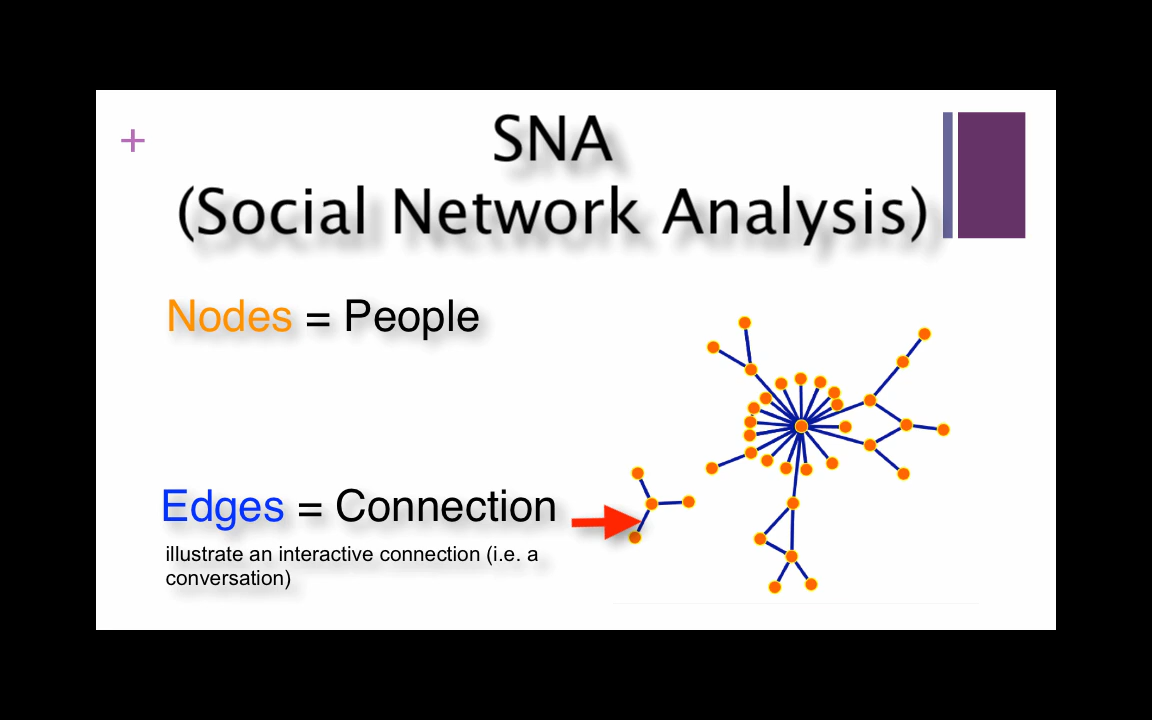 +
SNA
(Social Network Analysis)
Nodes = People
Edges = Connection
illustrate an interactive connection (i.e. a
conversation)